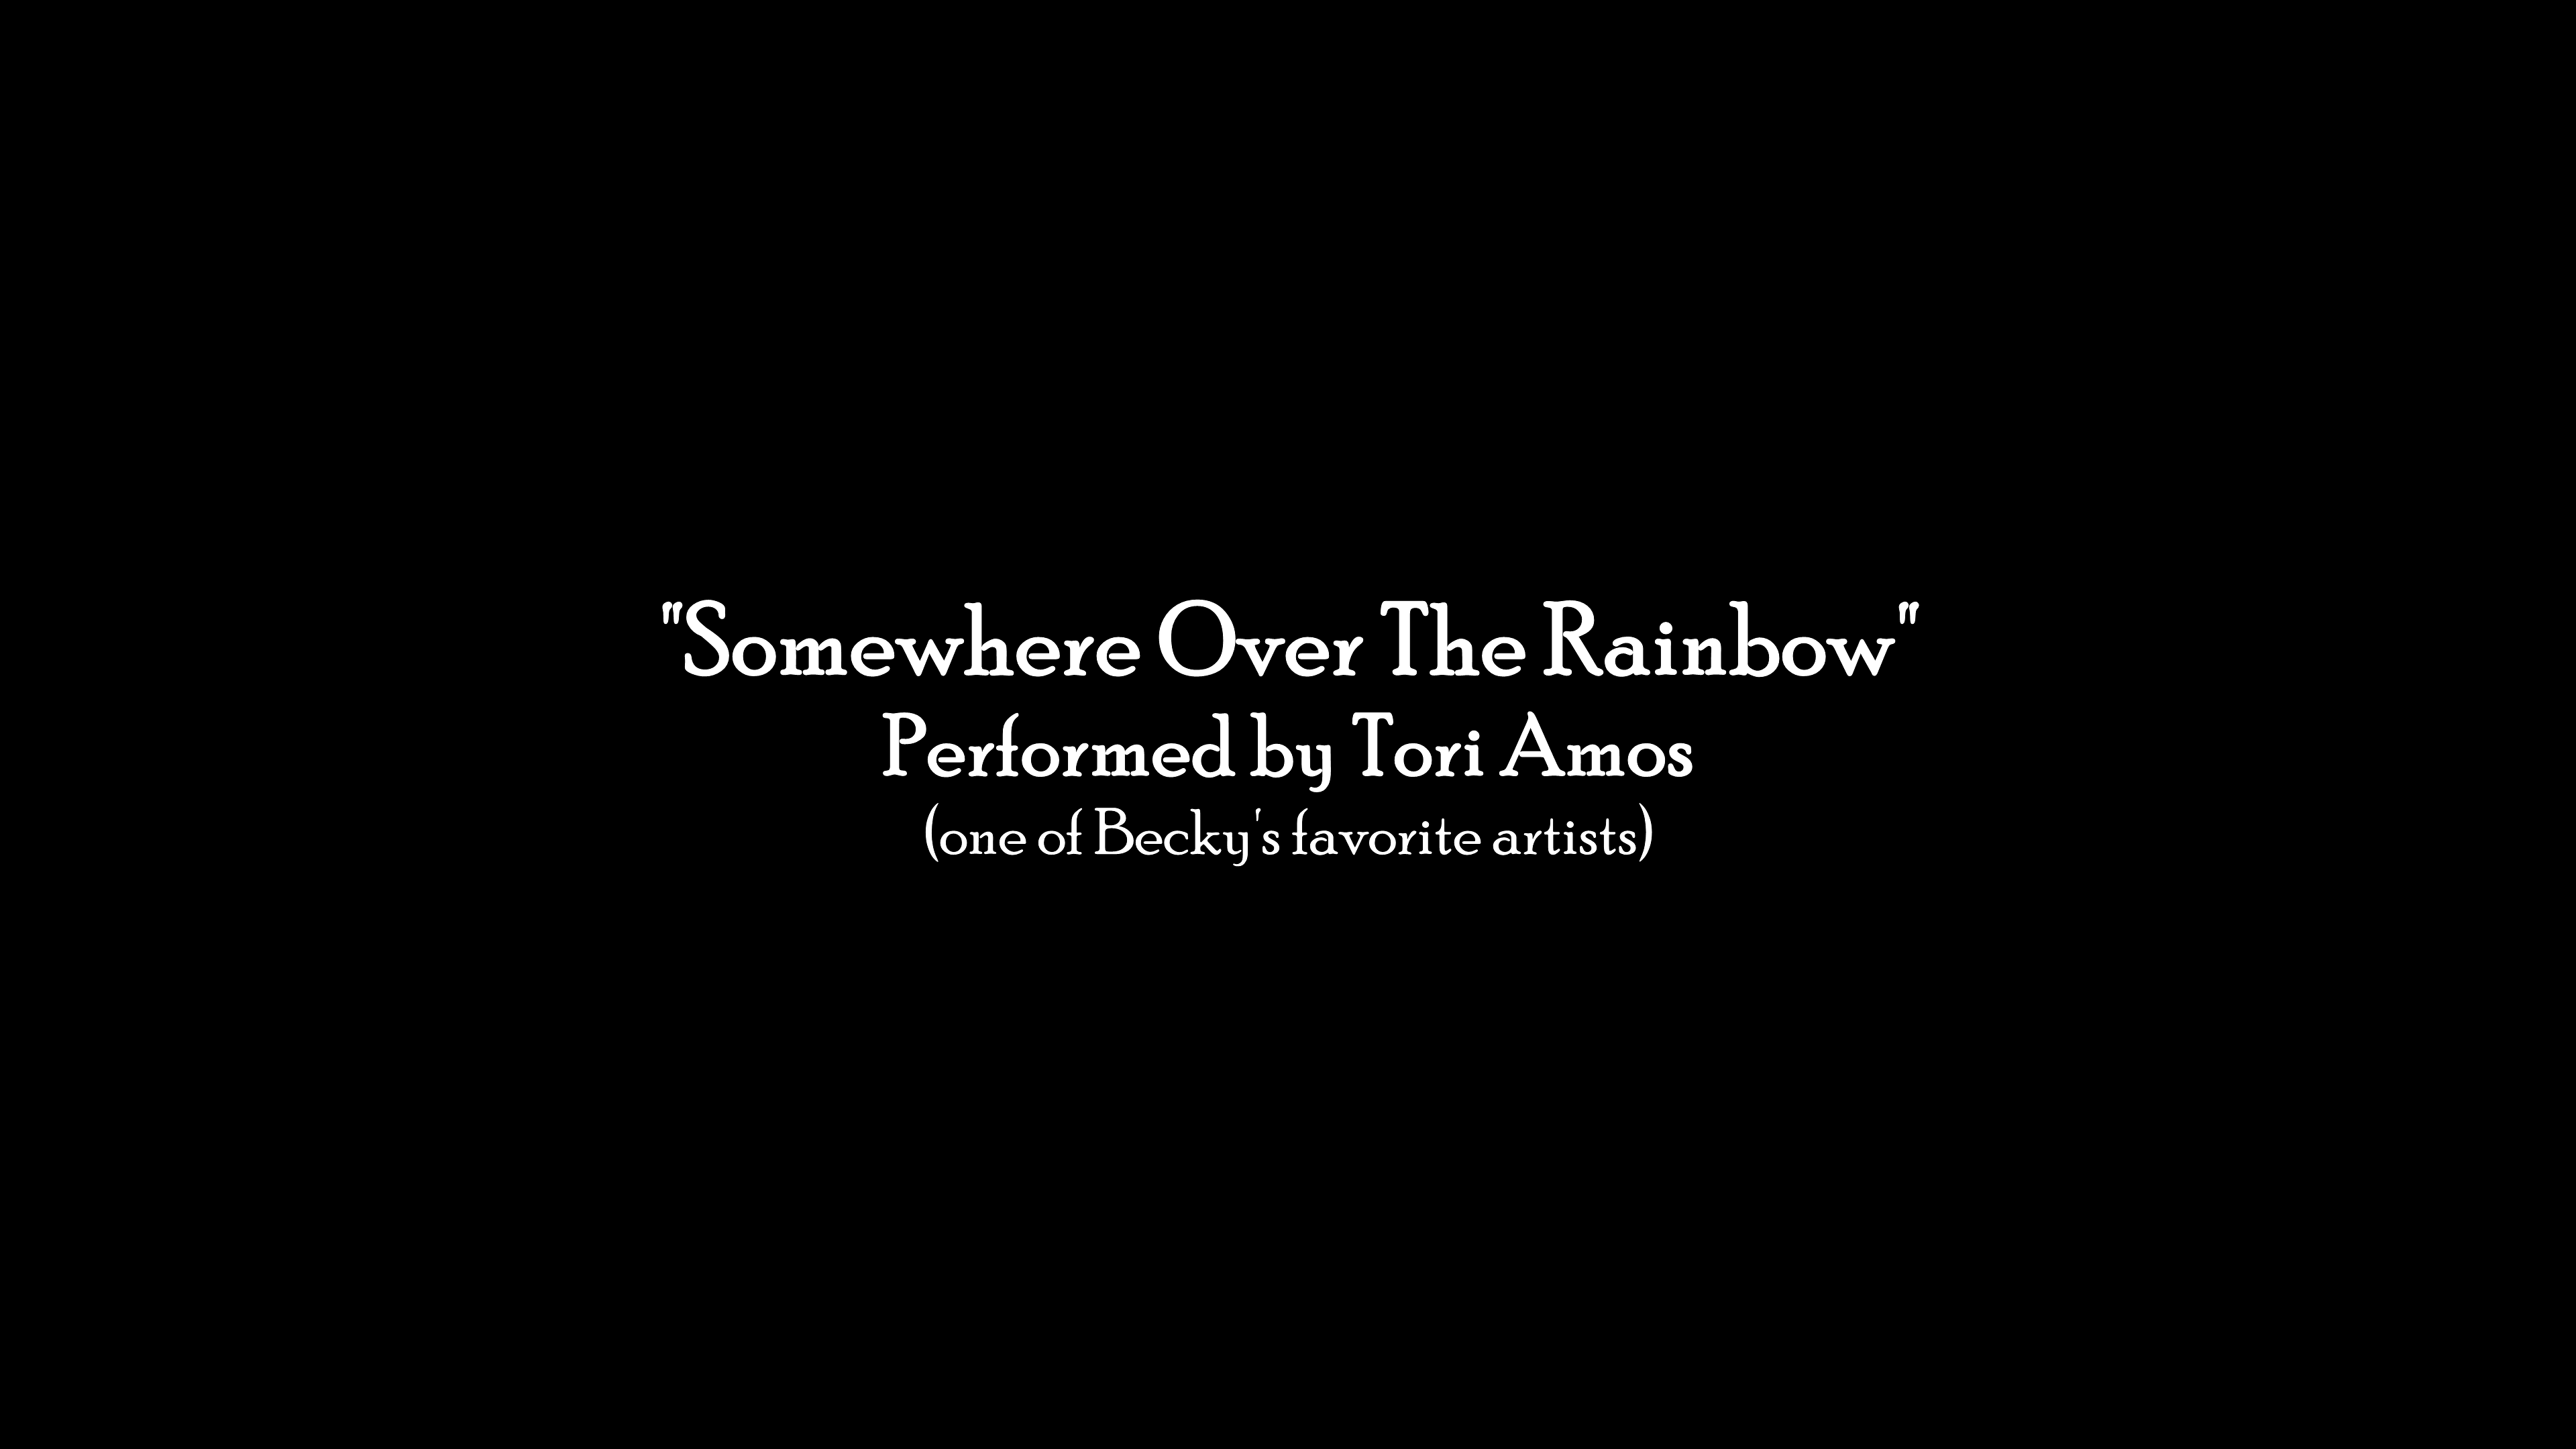 "Somewhere Over The Rainbow"
Performed by Tori Amos
(one of Becky's favorite artists)